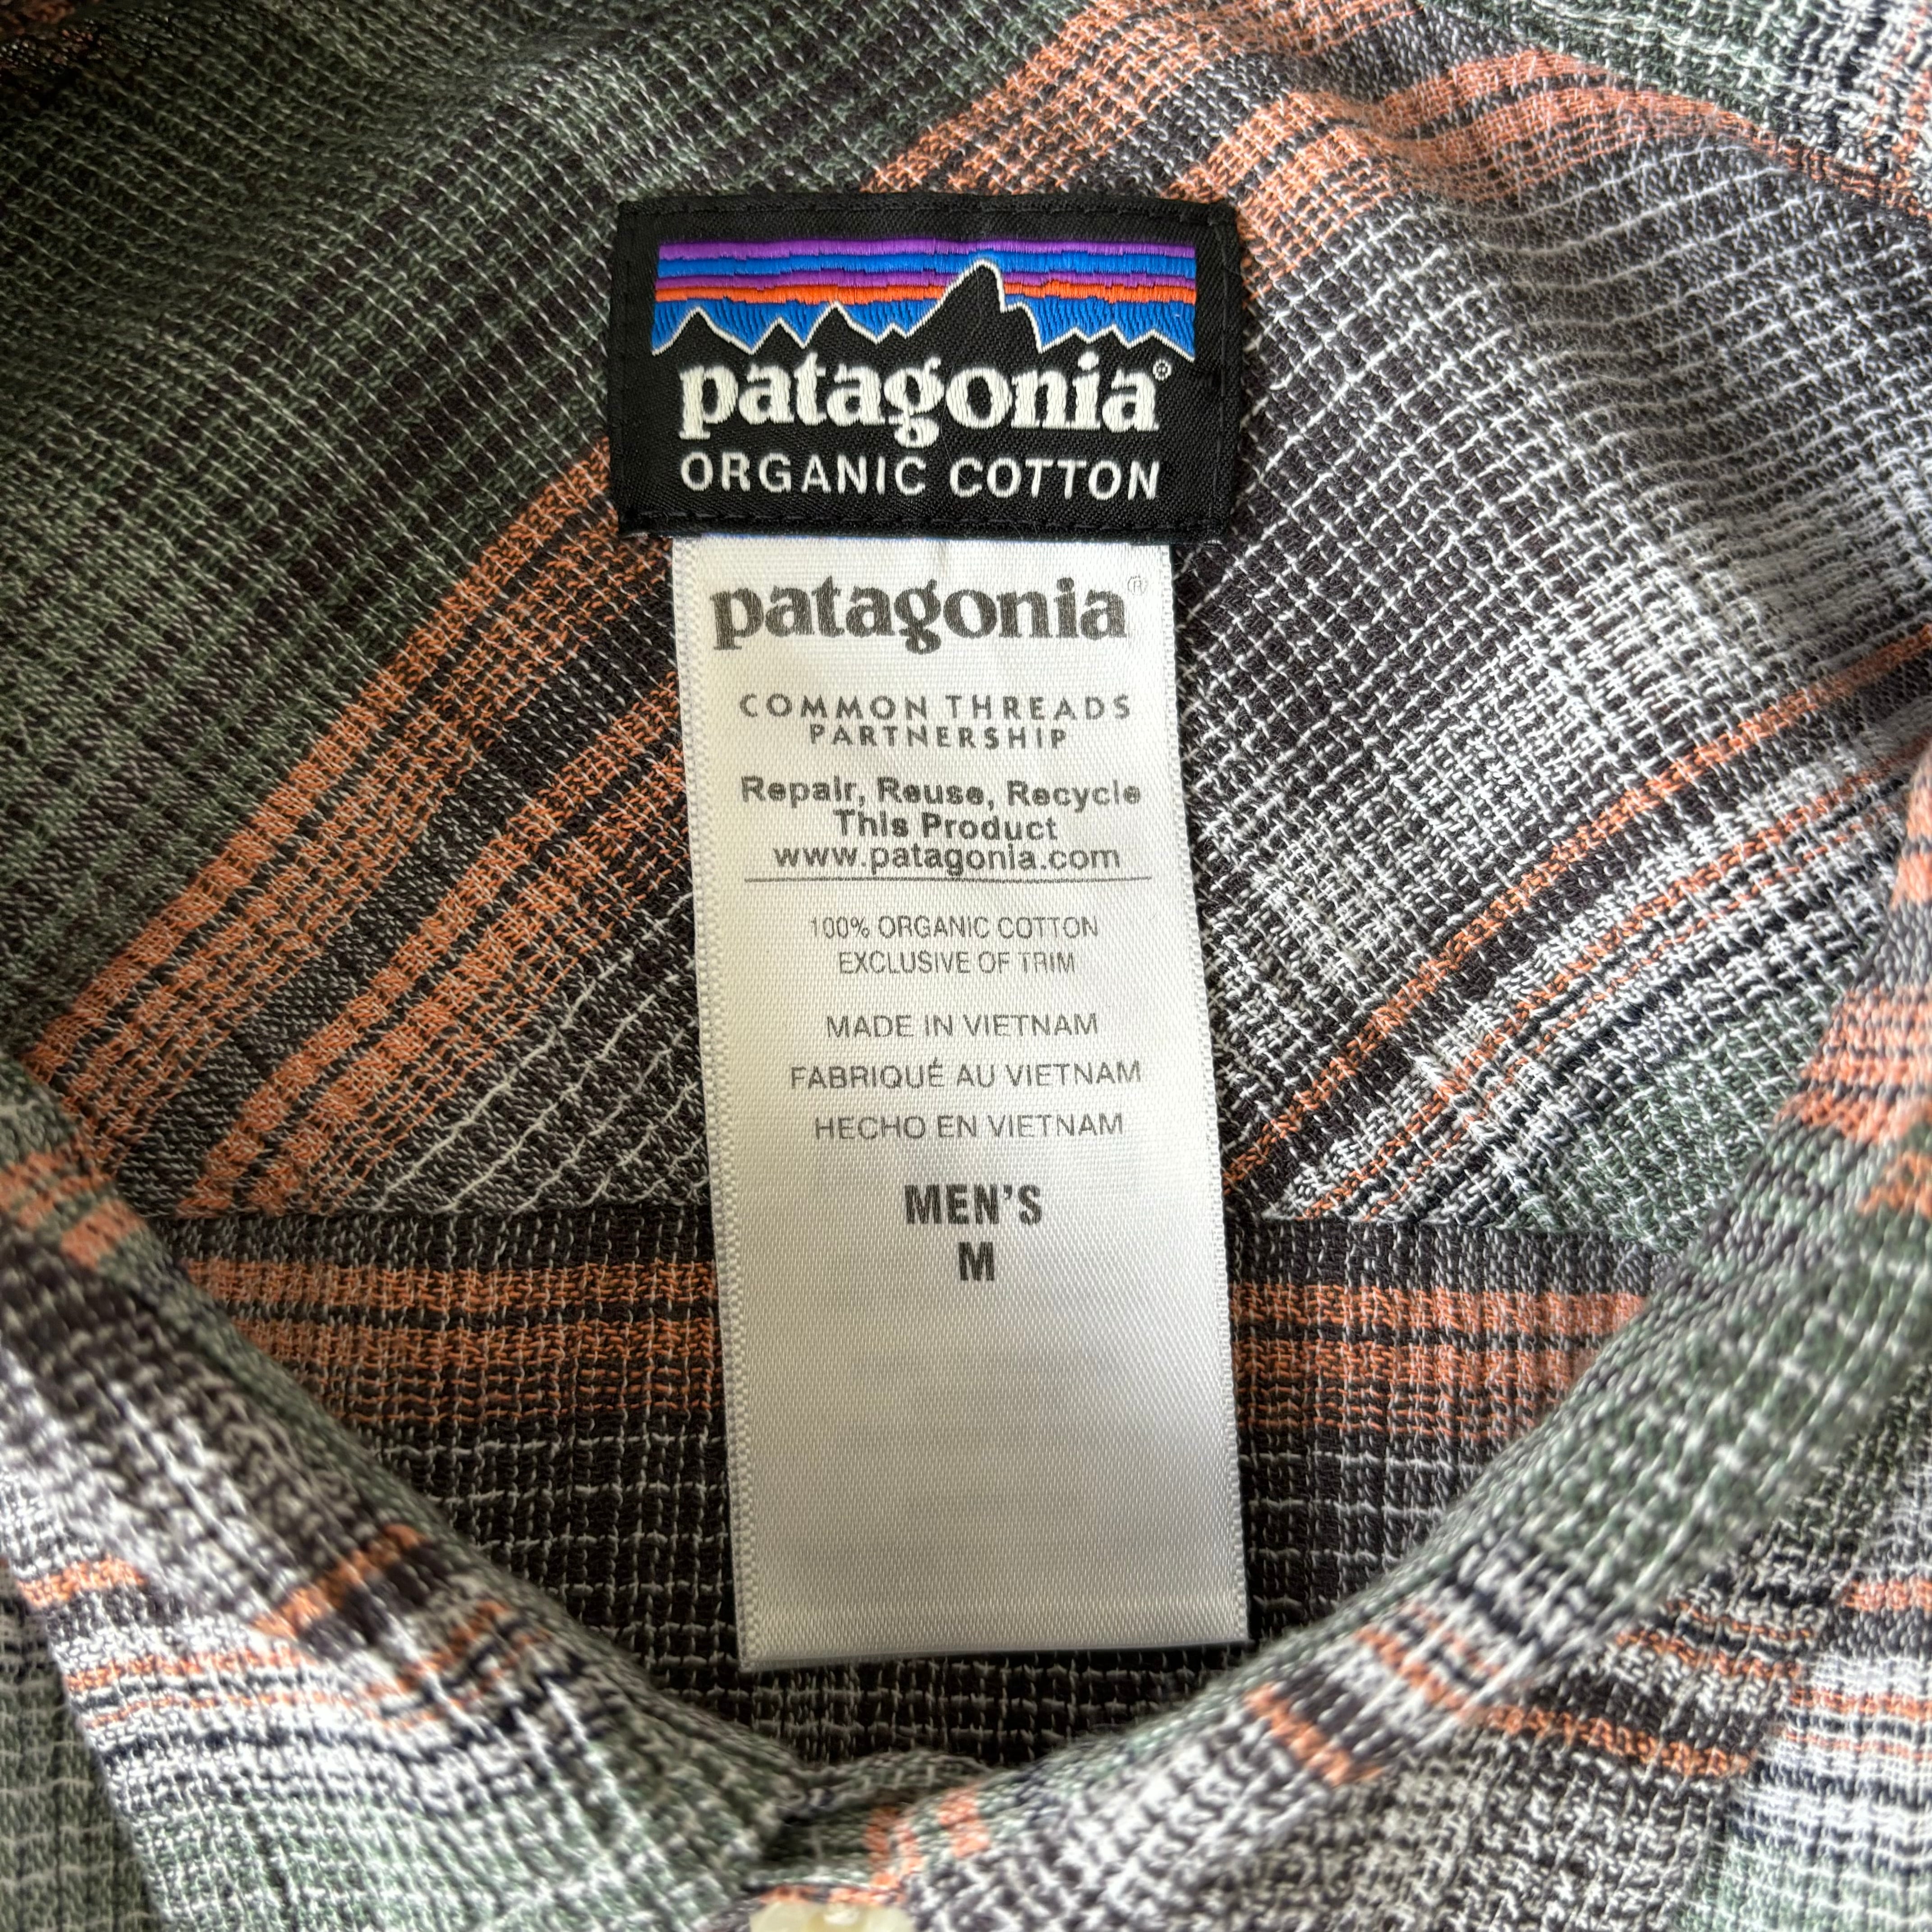 patagonia®
ORGANIC COTTON
patagonia®
COMMON THREADS
PARTNERSHIP
Repair, Reuse, Recycle
This Product
www.patagonia.com
100% ORGANIC COTTON
EXCLUSIVE OF TRIM
MADE IN VIETNAM
FABRIQUÉ AU VIETNAM
HECHO EN VIETNAM
MEN'S
M